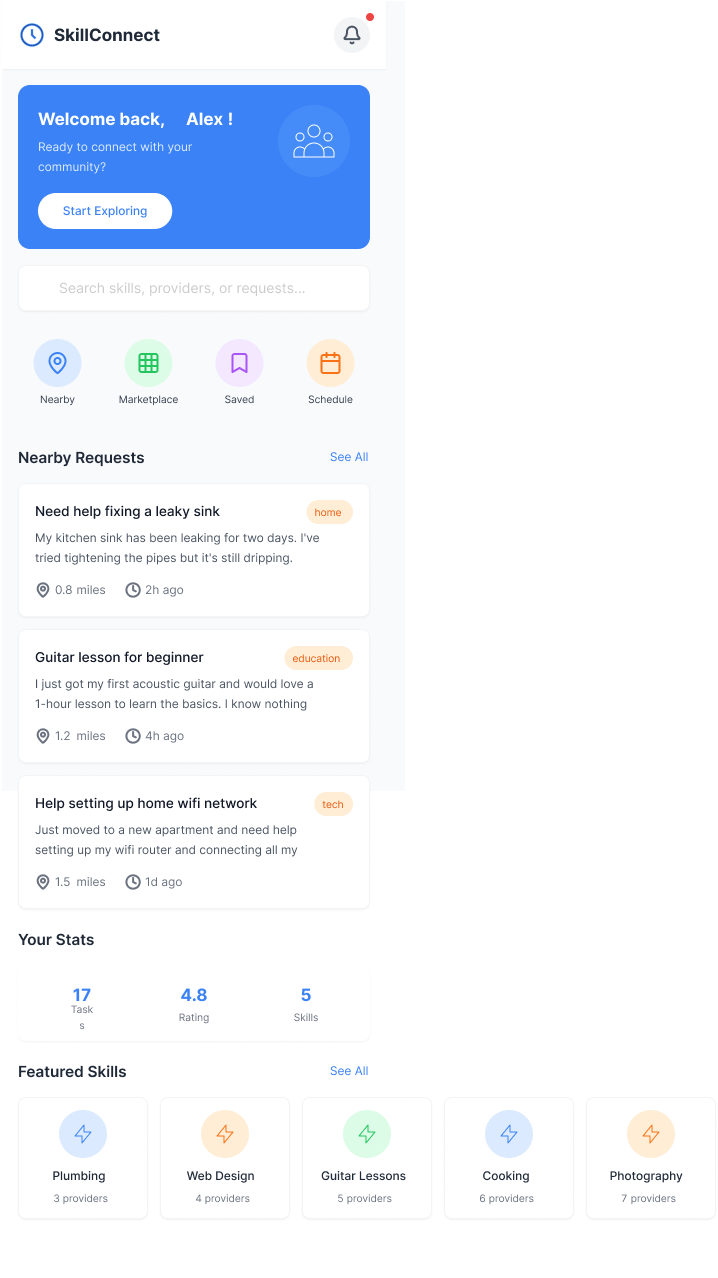 SkillConnect
Welcome back, Alex !
Ready to connect with your
community?
Start Exploring
Search skills, providers, or requests...
Nearby
Marketplace
Saved
Schedule
Nearby Requests
See All
Need help fixing a leaky sink
home
My kitchen sink has been leaking for two days. I've
tried tightening the pipes but it's still dripping.
0.8 miles
2h ago
Guitar lesson for beginner
education
I just got my first acoustic guitar and would love a
1-hour lesson to learn the basics. I know nothing
1.2 miles
4h ago
Help setting up home wifi network
tech
Just moved to a new apartment and need help
setting up my wifi router and connecting all my
1.5 miles
1d ago
Your Stats
17
Task
s
4.8
Rating
5
Skills
Featured Skills
See All
Plumbing
3 providers
Web Design
4 providers
Guitar Lessons
5 providers
Cooking
6 providers
Photography
7 providers